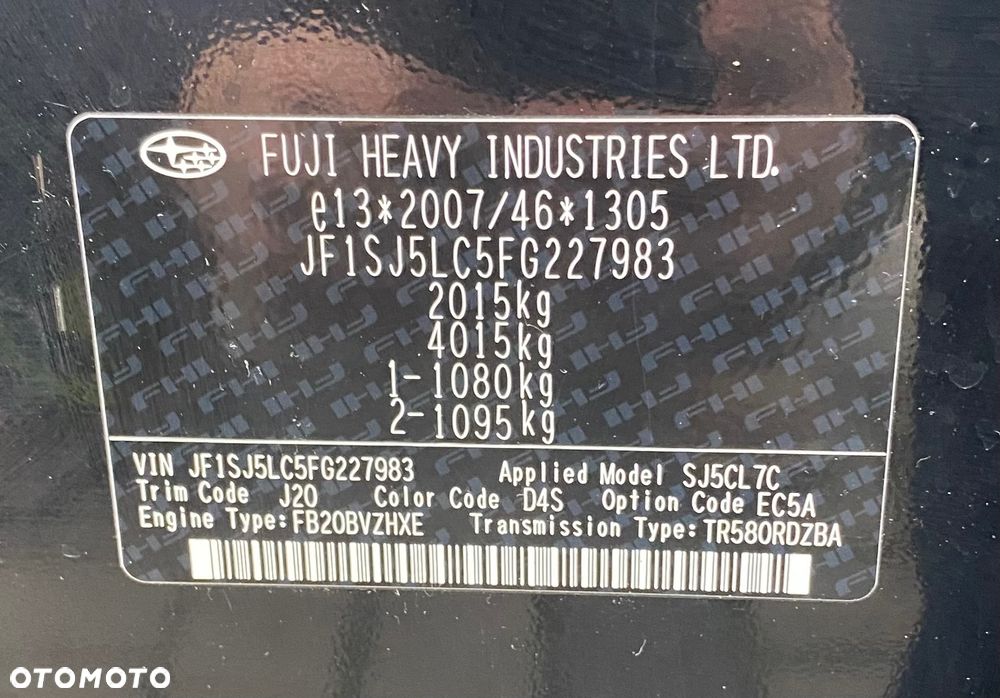 FUJI HEAVY INDUSTRIES LTD.
e13*2007/46*1305
JF1SJ5LC5FG227983
2015kg
4015kg
1-1080kg
2-1095kg
VIN JF1SJ5LC5FG227983 Applied Model SJ5CL7C
Trim Code J20 Color Code D4S Option Code EC5A
Engine Type:FB20BVZHXE Transmission Type:TR580RDZBA
OTOMOTO